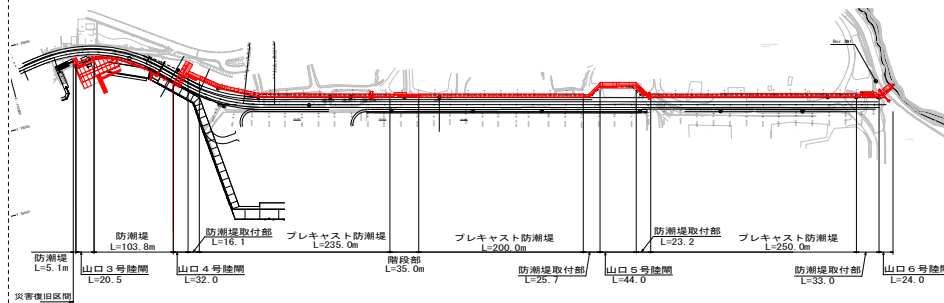 防潮堤
L=5.1m
山口３号陸閘
L=20.5
防潮堤
L=103.8m
山口４号陸閘
L=32.0
防潮堤取付部
L=16.1
プレキャスト防潮堤
L=235.0m
階段部
L=35.0m
プレキャスト防潮堤
L=200.0m
防潮堤取付部
L=25.7
山口５号陸閘
L=44.0
防潮堤取付部
L=23.2
プレキャスト防潮堤
L=250.0m
防潮堤取付部
L=33.0
山口６号陸閘
L=24.0
災害復旧区間